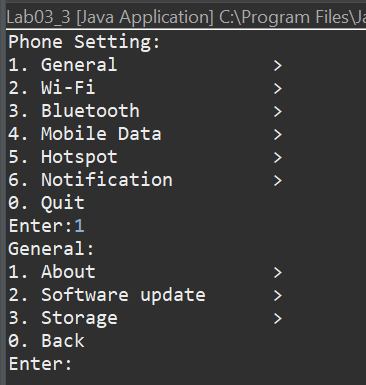 Lab03_3 [Java Application] C:\Program Files\Ja
Phone Setting:
1. General >
2. Wi-Fi >
3. Bluetooth >
4. Mobile Data >
5. Hotspot >
6. Notification >
0. Quit
Enter:1
General:
1. About >
2. Software update >
3. Storage >
0. Back
Enter: